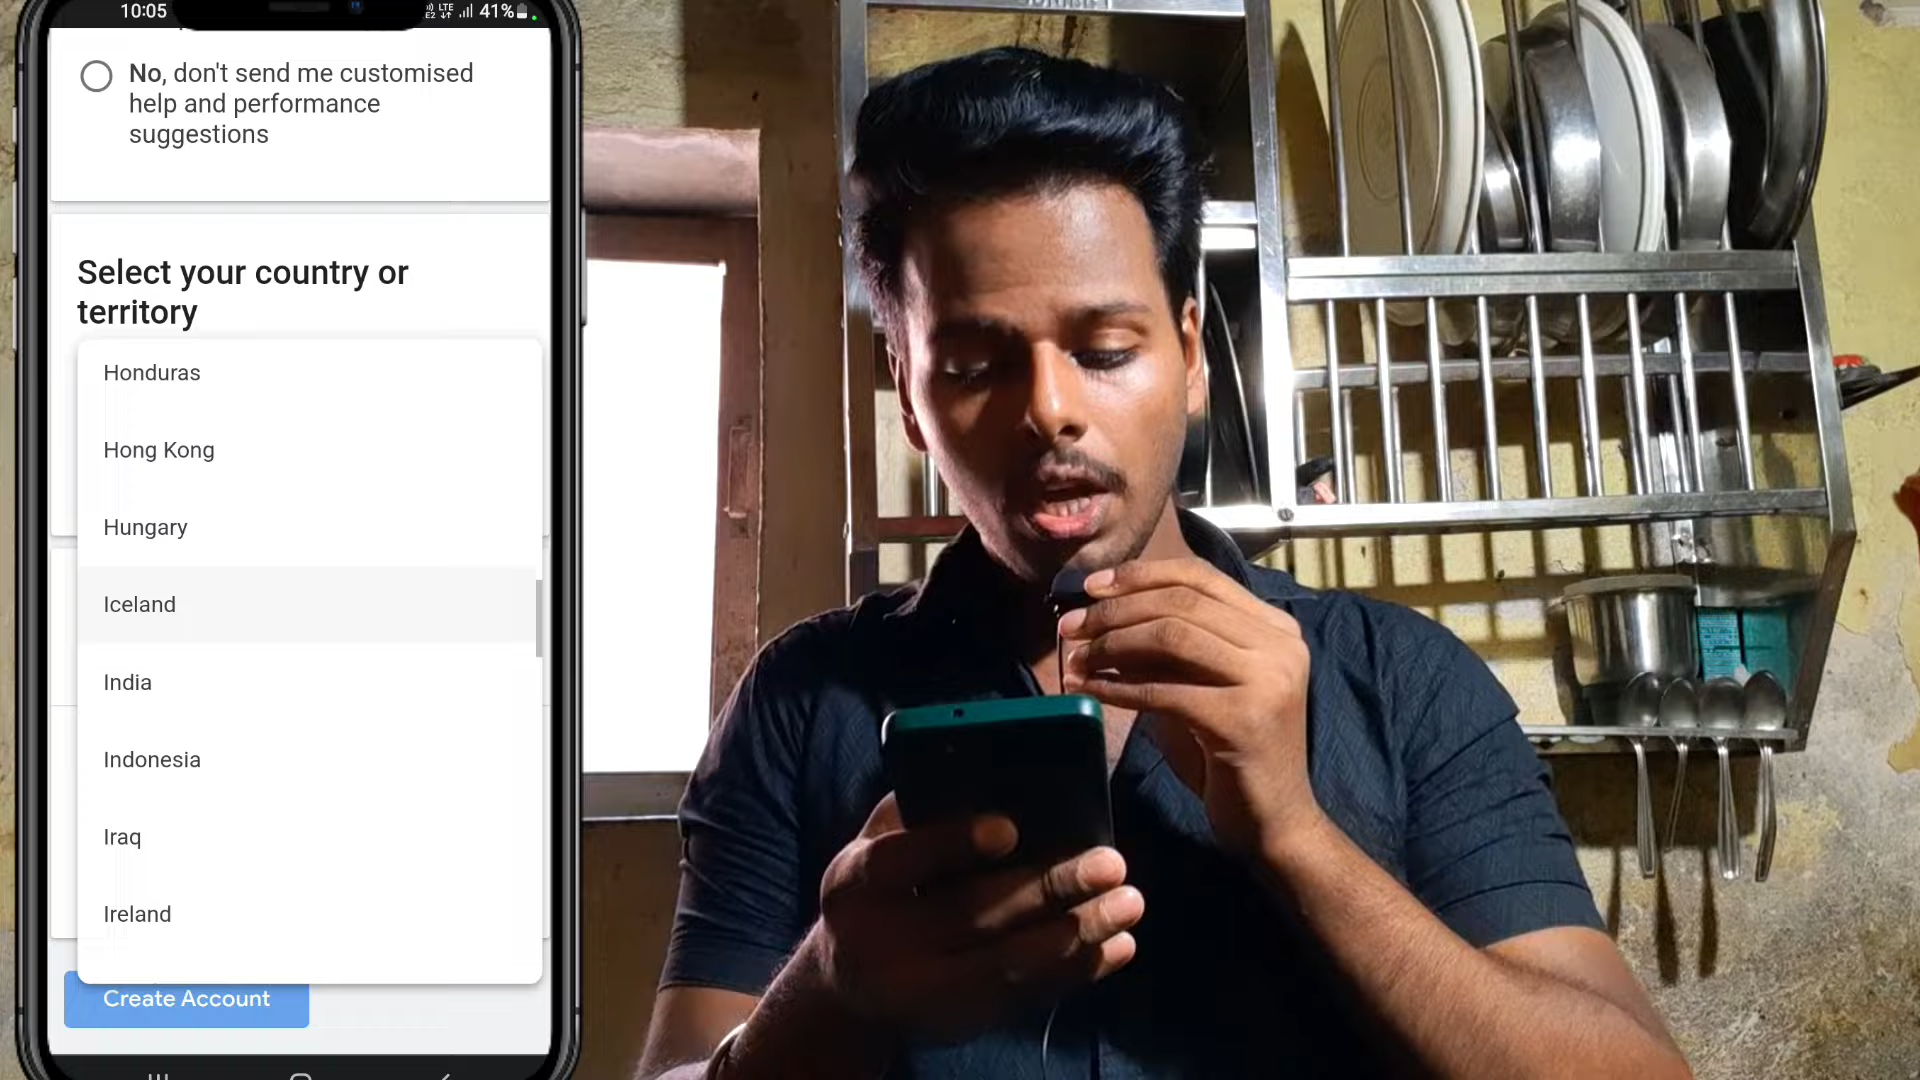 10:05
LTE
41%
No, don't send me customised
help and performance
suggestions
Select your country or
territory
Honduras
Hong Kong
Hungary
Iceland
India
Indonesia
Iraq
Ireland
Create Account